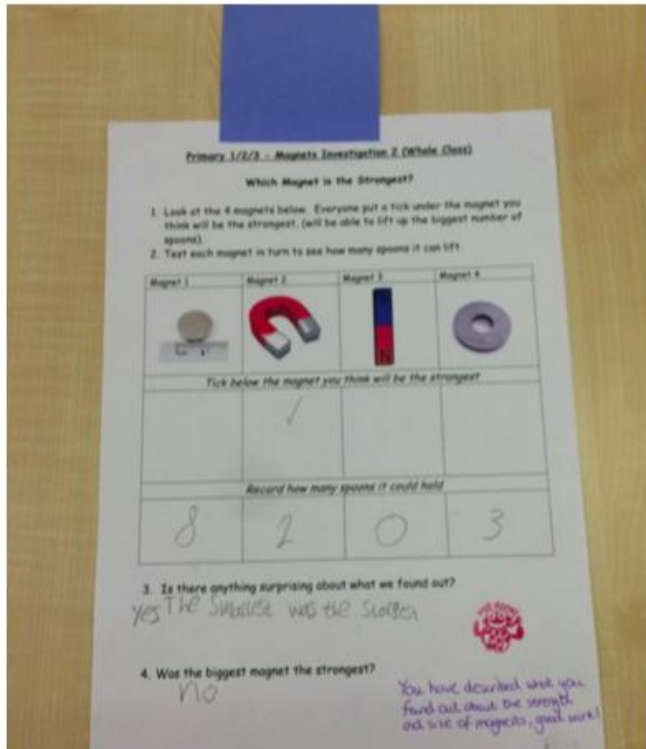 Primary 1/2/3 - Magnets Investigation 2 (Whole Class)
Which Magnet is the Strongest?
1. Look at the 4 magnets below. Everyone put a tick under the magnet you
think will be the strongest, (will be able to lift up the biggest number of
spoons).
2. Test each magnet in turn to see how many spoons it can lift.
Magnet 1 Magnet 2 Magnet 3 Magnet 4
N
Tick below the magnet you think will be the strongest
✓
Record how many spoons it could hold
8 2 0 3
3. Is there anything surprising about what we found out?
yes The Smallest was the
4. Was the biggest magnet the strongest?
no
You have described what you
found out about the strength
and size of magnets, good work!